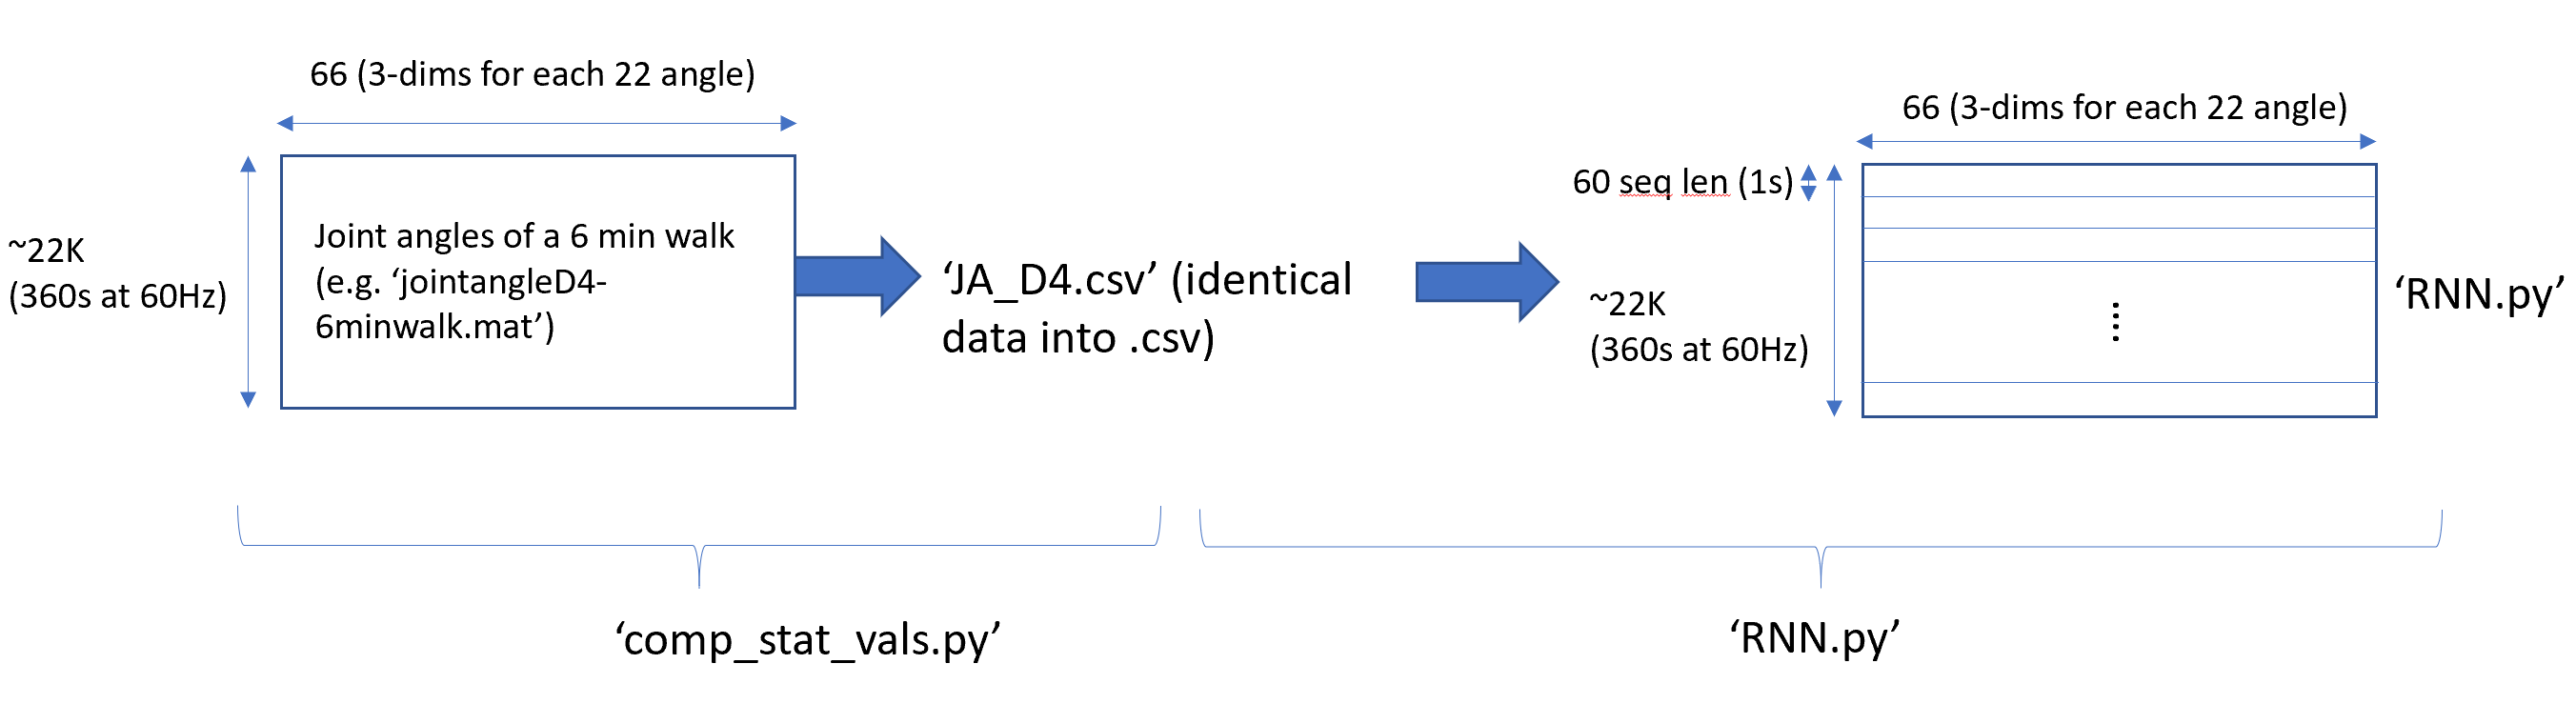 66 (3-dims for each 22 angle)
~22K
(360s at 60Hz)
Joint angles of a 6 min walk
(e.g. ‘jointangleD4-
6minwalk.mat’)
‘JA_D4.csv’ (identical
data into .csv)
66 (3-dims for each 22 angle)
60 seq len (1s)
~22K
(360s at 60Hz)
‘RNN.py’
‘comp_stat_vals.py’
‘RNN.py’